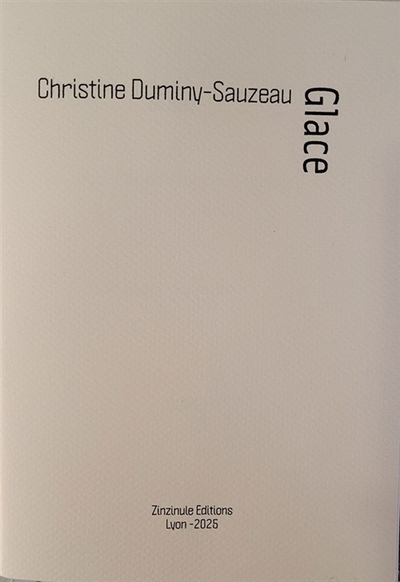 Christine Duminy-Sauzeau
Glace
Zinzinule Editions
Lyon -2025